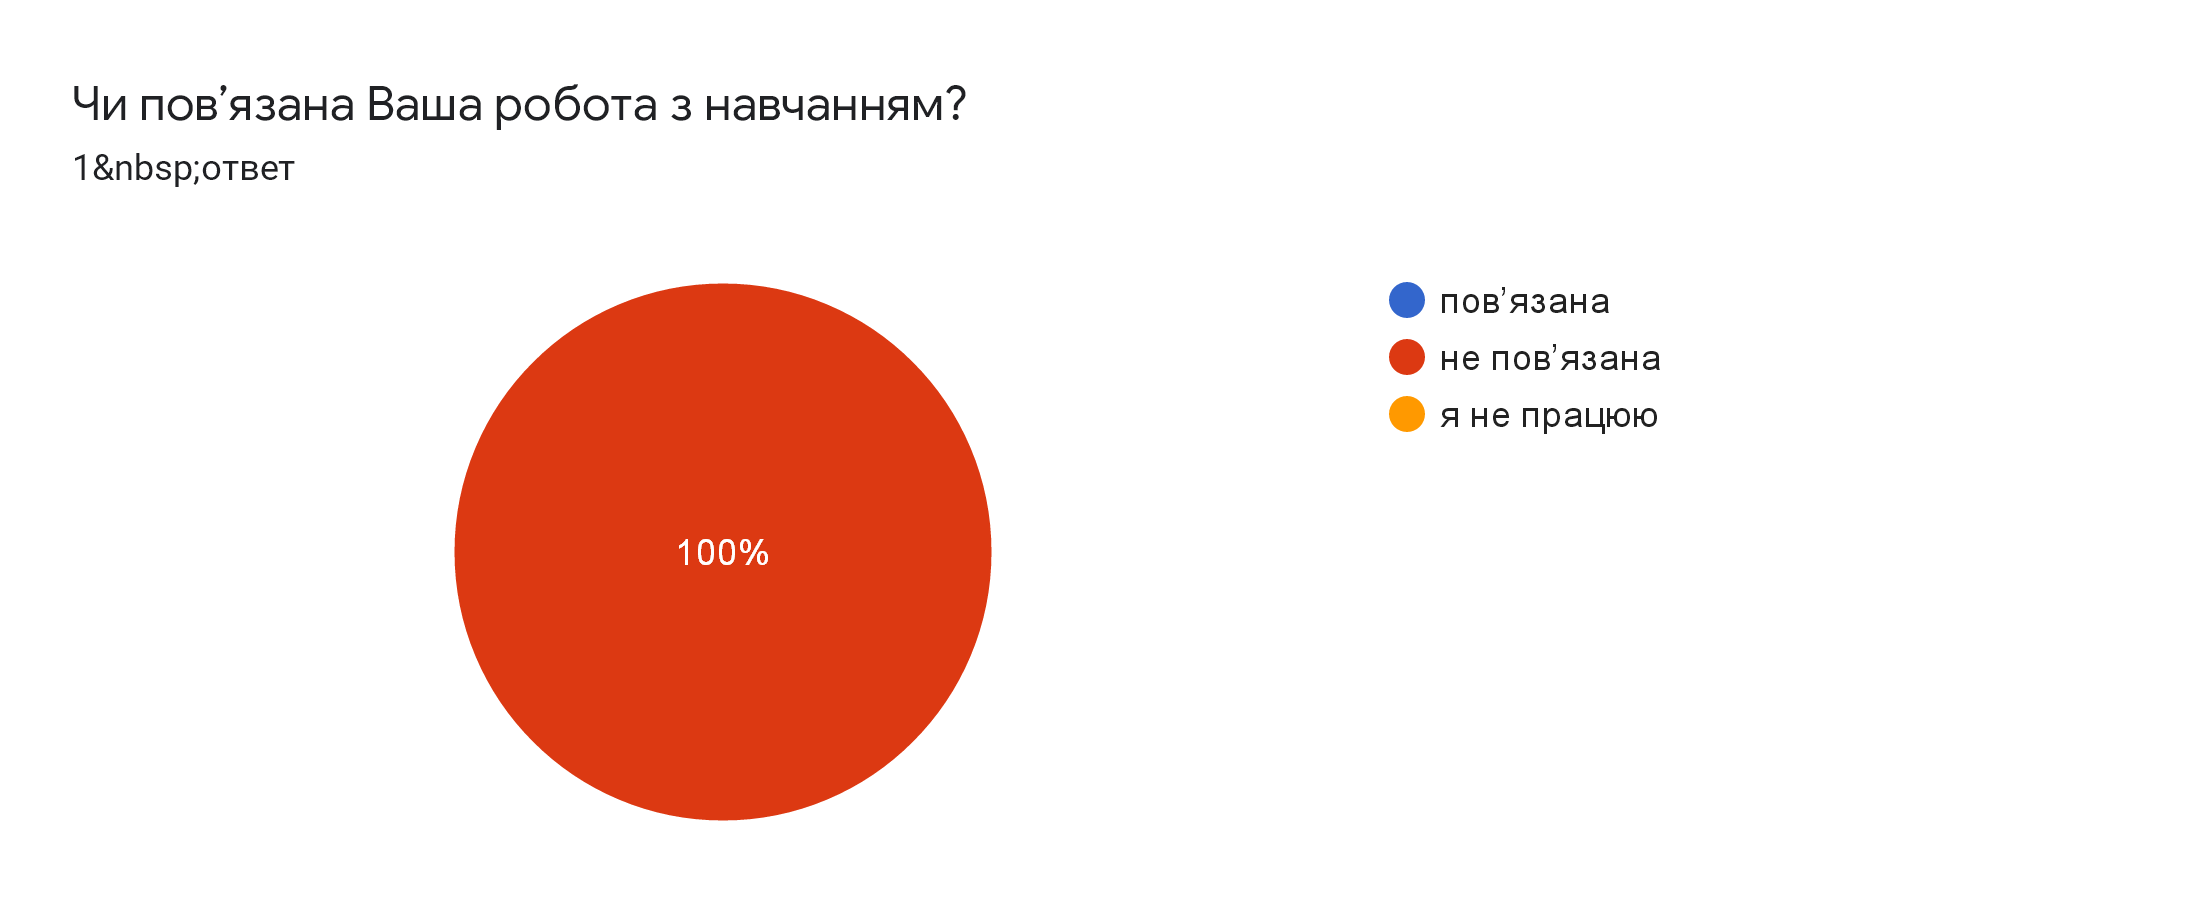 Чи пов’язана Ваша робота з навчанням?
1&nbsp;ответ
100%
пов’язана
не пов’язана
я не працюю